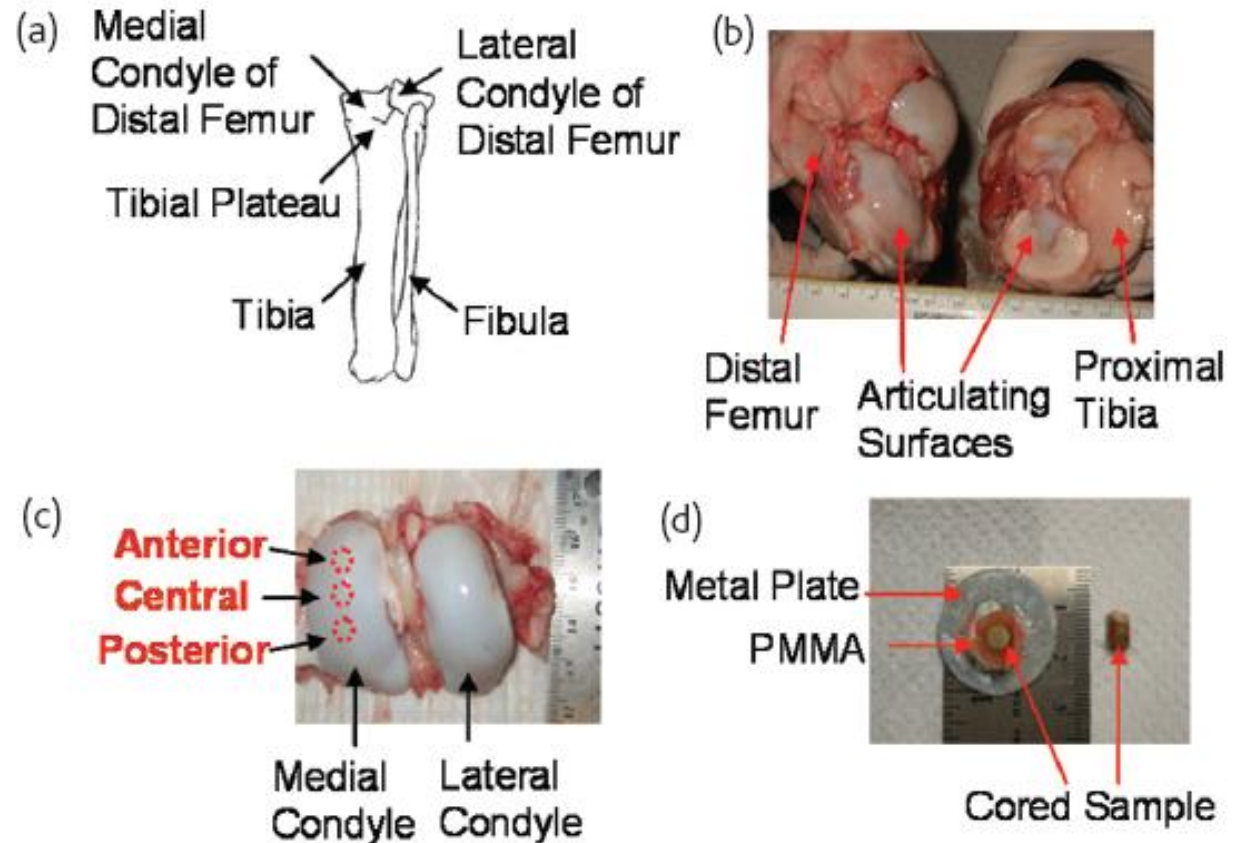 (a)
Medial
Condyle of
Distal Femur
Lateral
Condyle of
Distal Femur
Tibial Plateau
Tibia
Fibula
(b)
Distal
Femur
Articulating
Surfaces
Proximal
Tibia
(c)
Anterior
Central
Posterior
Medial
Condyle
Lateral
Condyle
(d)
Metal Plate
PMMA
Cored Sample